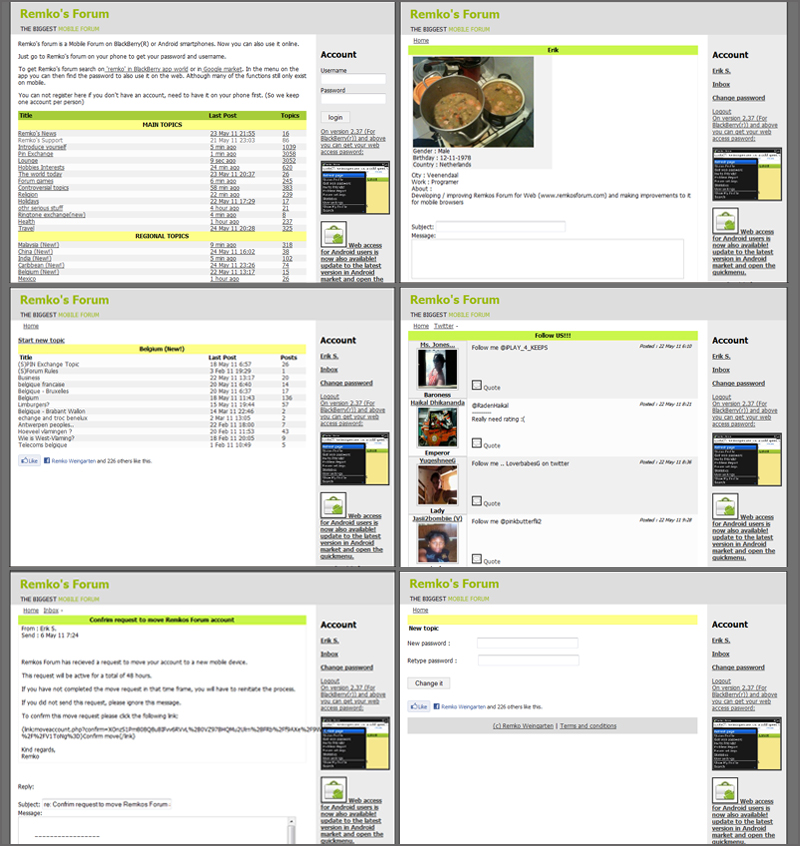 Remko's Forum
THE BIGGEST MOBILE FORUM
Remko's forum is a Mobile Forum on BlackBerry(R) or Android smartphones. Now you can also use it online.
Just go to Remko's forum on your phone to get your password and username.
To get Remko's forum search on 'remko' in BlackBerry app world or in Google market. In the menu on the
app you can then find the password to also use it on the web. Although many of the functions still only exist
on mobile.
You can not register here if you don't have an account, need to have it on your phone first. (So we keep
one account per person)
Title Last Post Topics
MAIN TOPICS
Remko's News 23 May 11 21:55 16
Remko's Support 21 May 11 23:03 86
Introduce yourself 5 min ago 1039
Pin Exchange 1 min ago 3058
Lounge 9 sec ago 3052
Hobbies Interests 24 min ago 620
The world today 23 May 11 20:37 26
Forum games 6 min ago 245
Controversial topics 58 min ago 383
Religion 22 min ago 239
Holidays 22 May 11 17:29 17
othr serious stuff 4 hour ago 21
Ringtone exchange(new) 4 min ago 8
Health 1 hour ago 237
Travel 24 May 11 20:28 325
REGIONAL TOPICS
Malaysia (New!) 9 min ago 318
China (New!) 24 May 11 16:02 38
India (New!) 5 min ago 102
Caribbean (New!) 24 May 11 23:26 74
Belgium (New!) 22 May 11 13:17 15
Mexico 1 hour ago 26
Account
Username
Password
login
On version 2.37 (For
BlackBerry(r)) and above
you can get your web
access password:
Web access
for Android users is
now also available!
update to the latest
version in Android
market and open the
quickmenu.
Remko's Forum
THE BIGGEST MOBILE FORUM
Home
Erik
Gender : Male
Birthday : 12-11-1978
Country : Netherlands
City : Veenendaal
Work : Programer
About :
Developing / improving Remkos Forum for Web (www.remkosforum.com) and making improvements to it
for mobile browsers
Subject:
Message:
Account
Erik S.
Inbox
Change password
Logout
On version 2.37 (For
BlackBerry(r)) and above
you can get your web
access password:
Web access
for Android users is
now also available!
update to the latest
version in Android
market and open the
quickmenu.
Remko's Forum
THE BIGGEST MOBILE FORUM
Home
Start new topic
Belgium (New!)
Title Last Post Posts
(S)PIN Exchange Topic 18 May 11 6:57 26
(S)Forum Rules 3 Feb 11 19:29 1
Business 22 May 11 13:17 20
belgique francase 20 May 11 6:40 14
Belgique - Bruxelles 20 May 11 6:37 17
Belgium 18 May 11 11:43 136
Limburgers? 15 May 11 19:44 57
Belgique - Brabant Wallon 14 Mar 11 22:46 2
echange and troc benelux 2 Mar 11 13:05 2
Antwerpen peoples.. 22 Feb 11 18:00 7
Hoeveel vlamingen ? 20 Feb 11 11:53 43
Wie is West-Vlaming? 18 Feb 11 20:05 9
Telecoms belgique 1 Feb 11 10:49 5
Like Remko Weingarten and 226 others like this.
Account
Erik S.
Inbox
Change password
Logout
On version 2.37 (For
BlackBerry(r)) and above
you can get your web
access password:
Web access
for Android users is
now also available!
update to the latest
version in Android
market and open the
quickmenu.
Remko's Forum
THE BIGGEST MOBILE FORUM
Home Twitter -
Follow US!!!
Ms. Jones... Follow me @IPLAY_4_KEEPS Posted : 22 May 11 6:10
Quote
Baroness
Haikal Dhikananda @RadenHaikal Posted : 22 May 11 8:21
Really need rating :(
Quote
Emperor
YuqeshneeG Follow me .. LoverbabesG on twitter Posted : 22 May 11 8:36
Quote
Lady
Jasii2bombiie (V) Follow me @pinkbutterfli2 Posted : 22 May 11 9:28
Quote
Account
Erik S.
Inbox
Change password
Logout
On version 2.37 (For
BlackBerry(r)) and above
you can get your web
access password:
Web access
for Android users is
now also available!
update to the latest
version in Android
market and open the
quickmenu.
Remko's Forum
THE BIGGEST MOBILE FORUM
Home Inbox -
Confrim request to move Remkos Forum account
From : Erik S.
Send : 6 May 11 7:24
Remkos Forum has recieved a request to move your account to a new mobile device.
This request will be active for a total of 48 hours.
If you have not completed the move request in that time frame, you will have to reinitate the process.
If you did not send the request, please ignore the message.
To confirm the move request please click the following link:
Kind regards,
Remko
Reply:
Subject: re: Confrim request to move Remkos Forum
Message:
-----------------
Account
Erik S.
Inbox
Change password
Logout
On version 2.37 (For
BlackBerry(r)) and above
you can get your web
access password:
Web access
for Android users is
now also available!
update to the latest
version in Android
market and open the
quickmenu.
Remko's Forum
THE BIGGEST MOBILE FORUM
Home
New topic
New password :
Retype password :
Change it
Like Remko Weingarten and 226 others like this.
(c) Remko Weingarten | Terms and conditions
Account
Erik S.
Inbox
Change password
Logout
On version 2.37 (For
BlackBerry(r)) and above
you can get your web
access password:
Web access
for Android users is
now also available!
update to the latest
version in Android
market and open the
quickmenu.